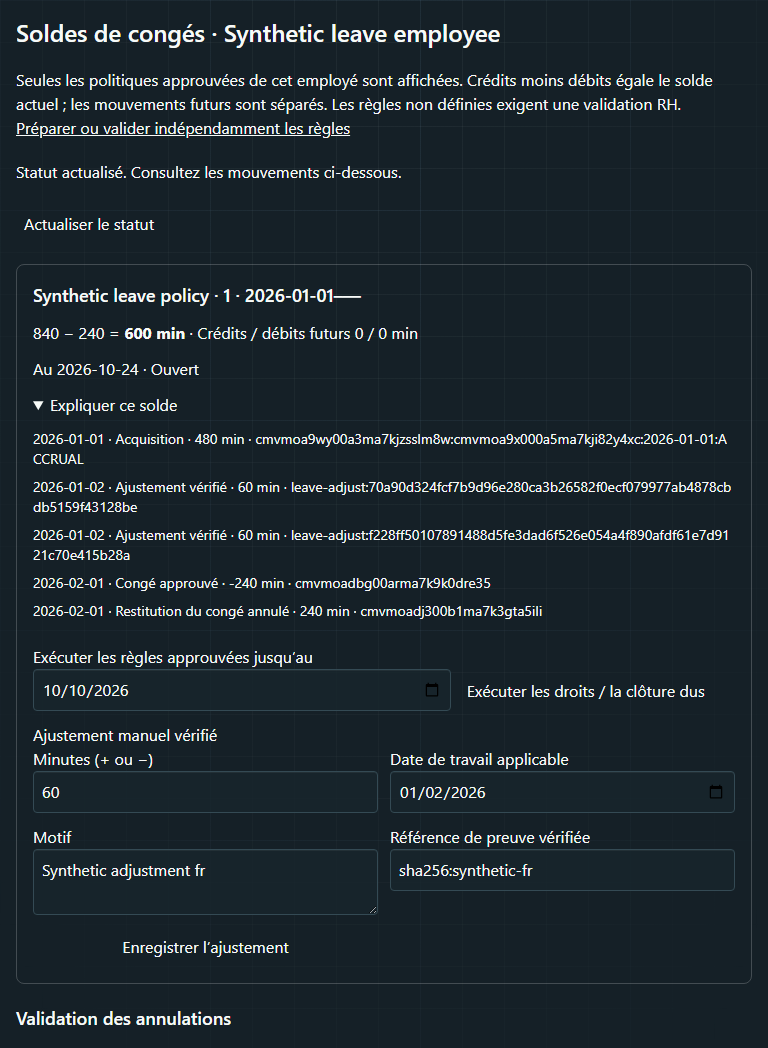 Soldes de congés · Synthetic leave employee
Seules les politiques approuvées de cet employé sont affichées. Crédits moins débits égale le solde
actuel ; les mouvements futurs sont séparés. Les règles non définies exigent une validation RH.
Préparer ou valider indépendamment les règles
Statut actualisé. Consultez les mouvements ci-dessous.
Actualiser le statut
Synthetic leave policy · 1 · 2026-01-01——
840 − 240 = 600 min · Crédits / débits futurs 0 / 0 min
Au 2026-10-24 · Ouvert
▼ Expliquer ce solde
2026-01-01 · Acquisition · 480 min · cmvmoa9wy00a3ma7kjzsslm8w:cmvmoa9x000a5ma7kji82y4xc:2026-01-01:A
CCRUAL
2026-01-02 · Ajustement vérifié · 60 min · leave-adjust:70a90d324fcf7b9d96e280ca3b26582f0ecf079977ab4878cb
db5159f43128be
2026-01-02 · Ajustement vérifié · 60 min · leave-adjust:f228ff50107891488d5fe3dad6f526e054a4f890afdf61e7d91
21c70e415b28a
2026-02-01 · Congé approuvé · -240 min · cmvmoadbg00arma7k9k0dre35
2026-02-01 · Restitution du congé annulé · 240 min · cmvmoadj300b1ma7k3gta5ili
Exécuter les règles approuvées jusqu’au
10/10/2026
Exécuter les droits / la clôture dus
Ajustement manuel vérifié
Minutes (+ ou −)
Date de travail applicable
60
01/02/2026
Motif
Référence de preuve vérifiée
Synthetic adjustment fr
sha256:synthetic-fr
Enregistrer l’ajustement
Validation des annulations